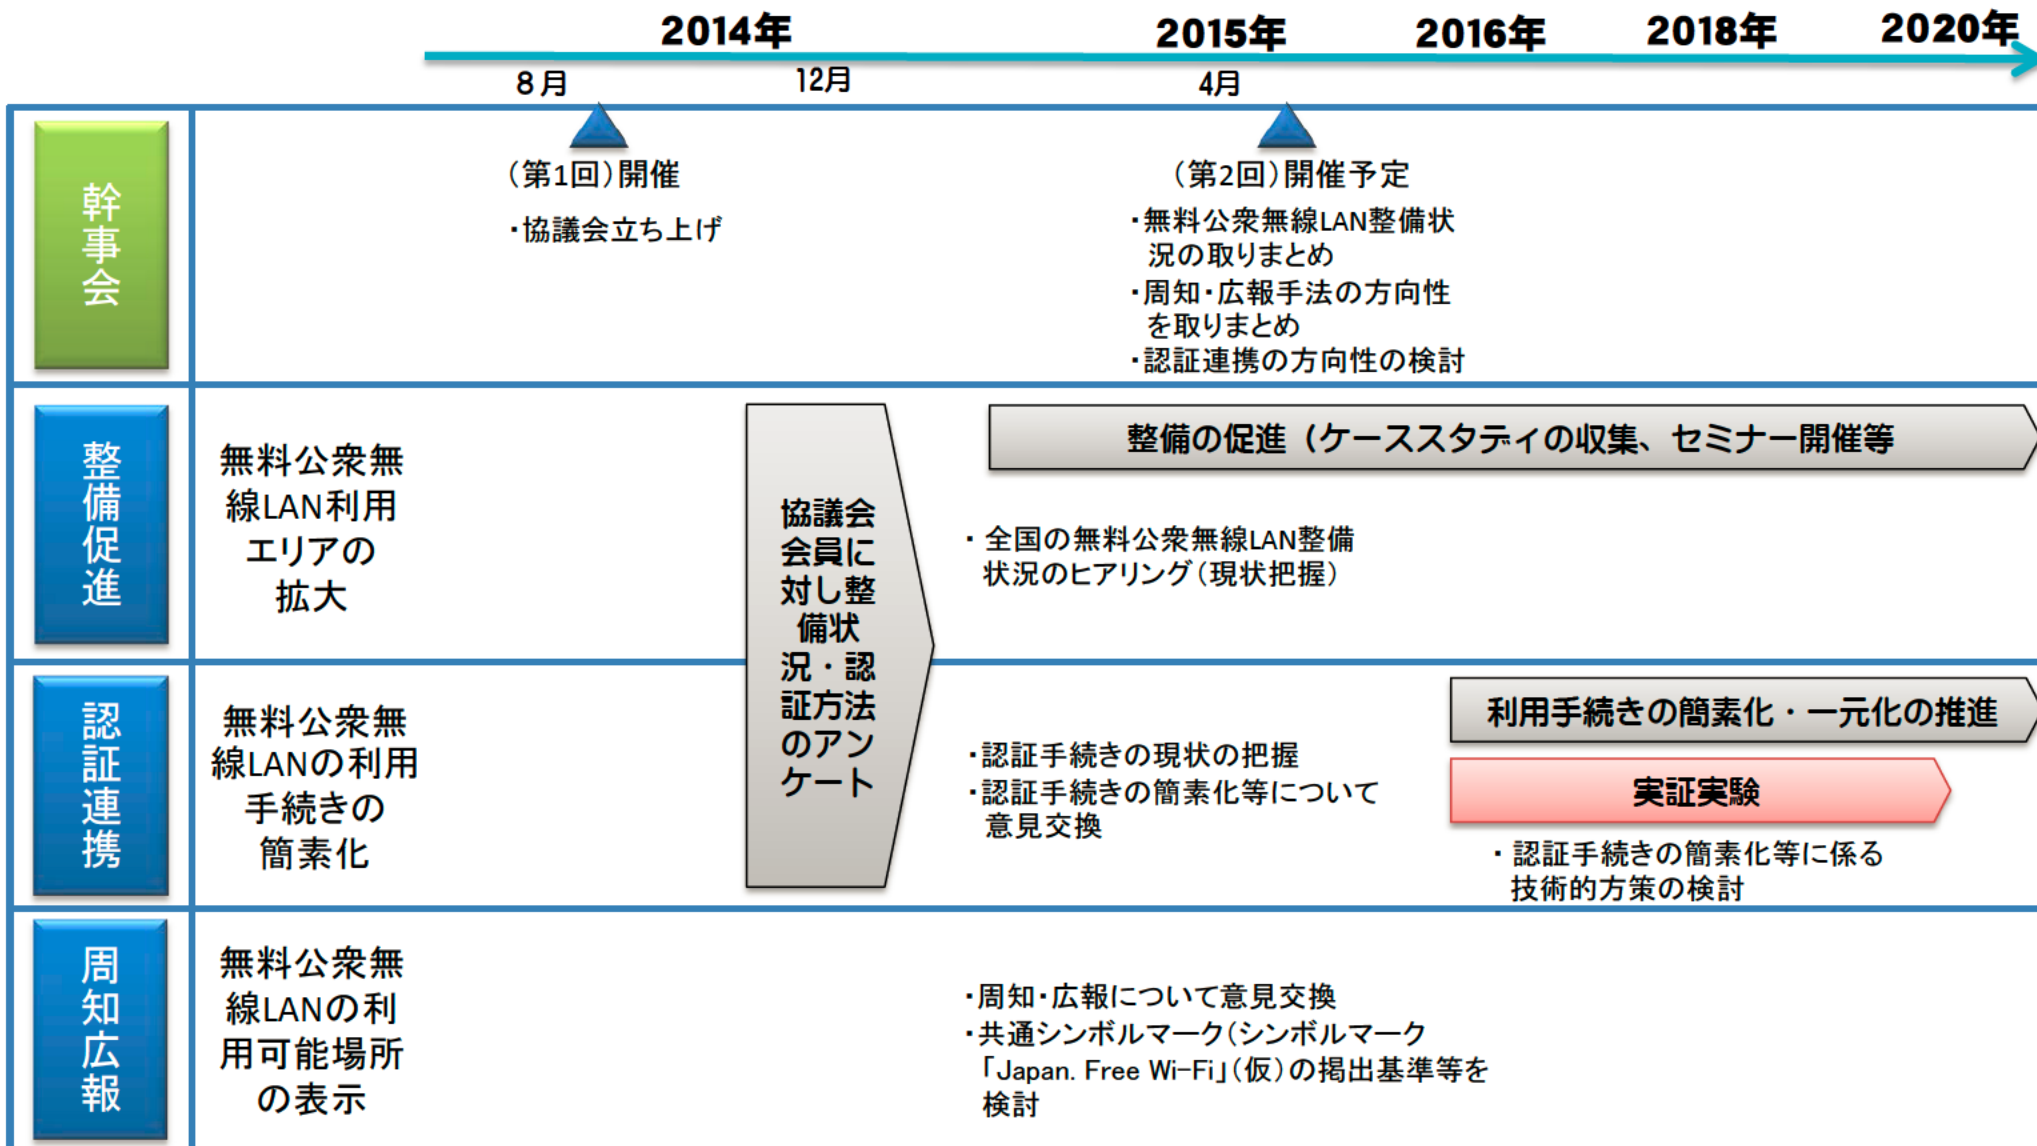 2014年
2015年
2016年
2018年
2020年
８月
12月
4月
幹事会
（第1回）開催
・協議会立ち上げ
（第2回）開催予定
・無料公衆無線LAN整備状
況の取りまとめ
・周知・広報手法の方向性
を取りまとめ
・認証連携の方向性の検討
整備促進
無料公衆無
線LAN利用
エリアの
拡大
協議会
会員に
対し整
備状
況・認
証方法
のアン
ケート
整備の促進（ケーススタディの収集、セミナー開催等
・ 全国の無料公衆無線LAN整備
状況のヒアリング（現状把握）
認証連携
無料公衆無
線LANの利用
手続きの
簡素化
・認証手続きの現状の把握
・認証手続きの簡素化等について
意見交換
利用手続きの簡素化・一元化の推進
実証実験
・ 認証手続きの簡素化等に係る
技術的方策の検討
周知広報
無料公衆無
線LANの利
用可能場所
の表示
・周知・広報について意見交換
・共通シンボルマーク（シンボルマーク
「Japan. Free Wi-Fi」（仮）の掲出基準等を
検討